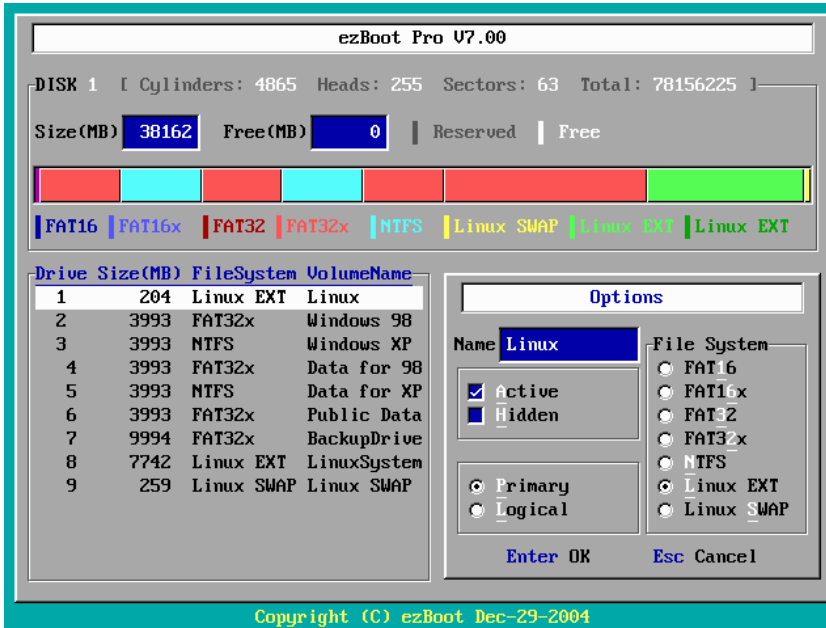 ezBoot Pro V7.00
DISK 1 [ Cylinders: 4865 Heads: 255 Sectors: 63 Total: 78156225 ]
Size(MB) 38162 Free(MB) 0 Reserved Free
FAT16 FAT16x FAT32 FAT32x NTFS Linux SWAP Linux EXT Linux EXT
Drive Size(MB) FileSystem VolumeName
1 204 Linux EXT Linux
2 3993 FAT32x Windows 98
3 3993 NTFS Windows XP
4 3993 FAT32x Data for 98
5 3993 NTFS Data for XP
6 3993 FAT32x Public Data
7 9994 FAT32x BackupDrive
8 7742 Linux EXT LinuxSystem
9 259 Linux SWAP Linux SWAP
Options
Name Linux
Active
Hidden
Primary
Logical
File System
FAT16
FAT16x
FAT32
FAT32x
NTFS
Linux EXT
Linux SWAP
Enter OK Esc Cancel
Copyright (C) ezBoot Dec-29-2004